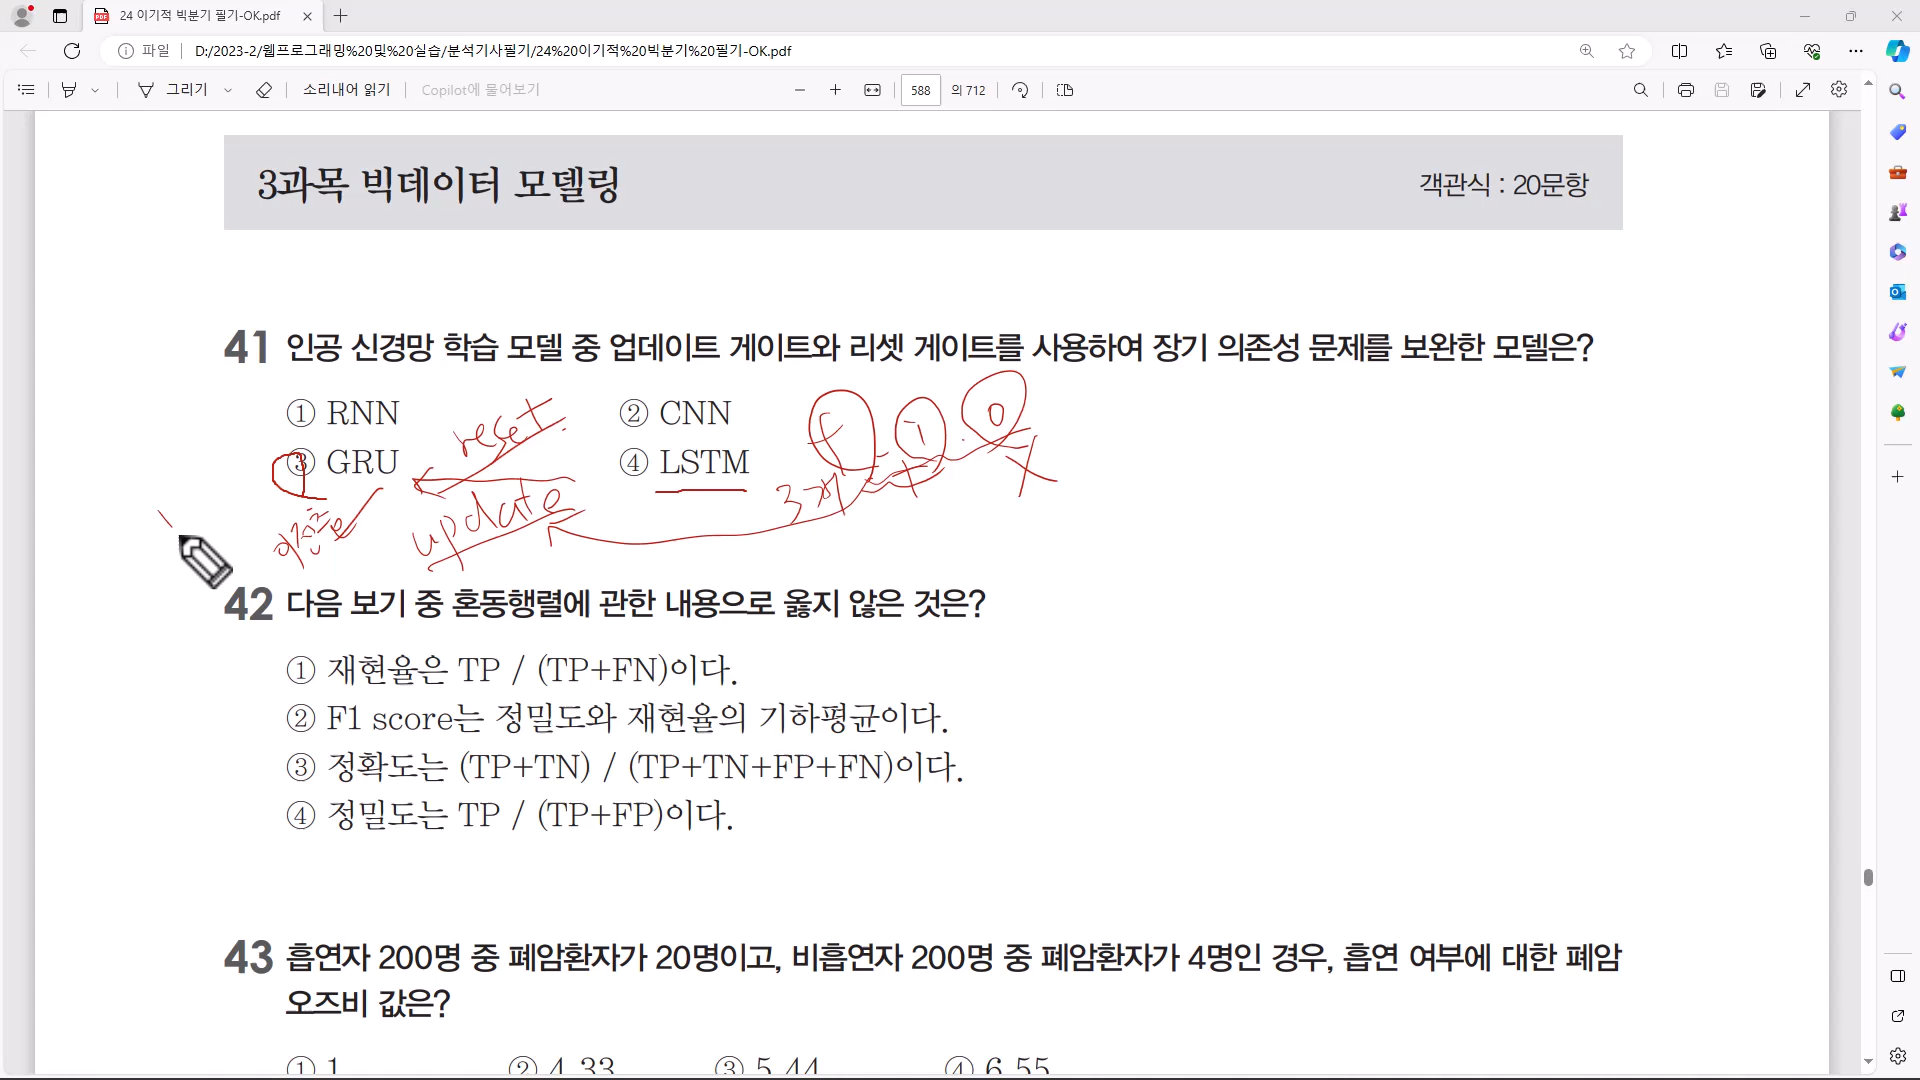 24 이기적 빅분기 필기-OK.pdf
파일
D:/2023-2/웹프로그래밍%20및%20실습/분석기사필기/24%20이기적%20빅분기%20필기-OK.pdf
그리기
소리내어 읽기
Copilot에 물어보기
588 의 712
3과목 빅데이터 모델링
객관식 : 20문항
41 인공 신경망 학습 모델 중 업데이트 게이트와 리셋 게이트를 사용하여 장기 의존성 문제를 보완한 모델은?
① RNN ② CNN
③ GRU ④ LSTM
reset
update
3개
f i o
42 다음 보기 중 혼동행렬에 관한 내용으로 옳지 않은 것은?
① 재현율은 TP / (TP+FN)이다.
② F1 score는 정밀도와 재현율의 기하평균이다.
③ 정확도는 (TP+TN) / (TP+TN+FP+FN)이다.
④ 정밀도는 TP / (TP+FP)이다.
43 흡연자 200명 중 폐암환자가 20명이고, 비흡연자 200명 중 폐암환자가 4명인 경우, 흡연 여부에 대한 폐암
오즈비 값은?
① 1 ② 4.33 ③ 5.44 ④ 6.55